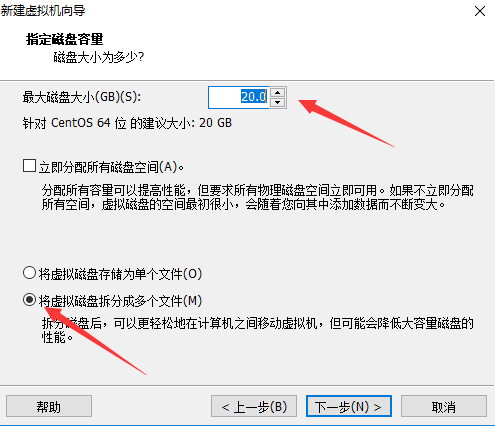 新建虚拟机向导
指定磁盘容量
磁盘大小为多少?
最大磁盘大小(GB)(S): 20.0
针对 CentOS 64 位 的建议大小: 20 GB
立即分配所有磁盘空间(A)。
分配所有容量可以提高性能，但要求所有物理磁盘空间立即可用。如果不立即分配
所有空间，虚拟磁盘的空间最初很小，会随着您向其中添加数据而不断变大。
将虚拟磁盘存储为单个文件(O)
将虚拟磁盘拆分成多个文件(M)
拆分磁盘后，可以更轻松地在计算机之间移动虚拟机，但可能会降低大容量磁盘的
性能。
帮助 < 上一步(B) 下一步(N) > 取消